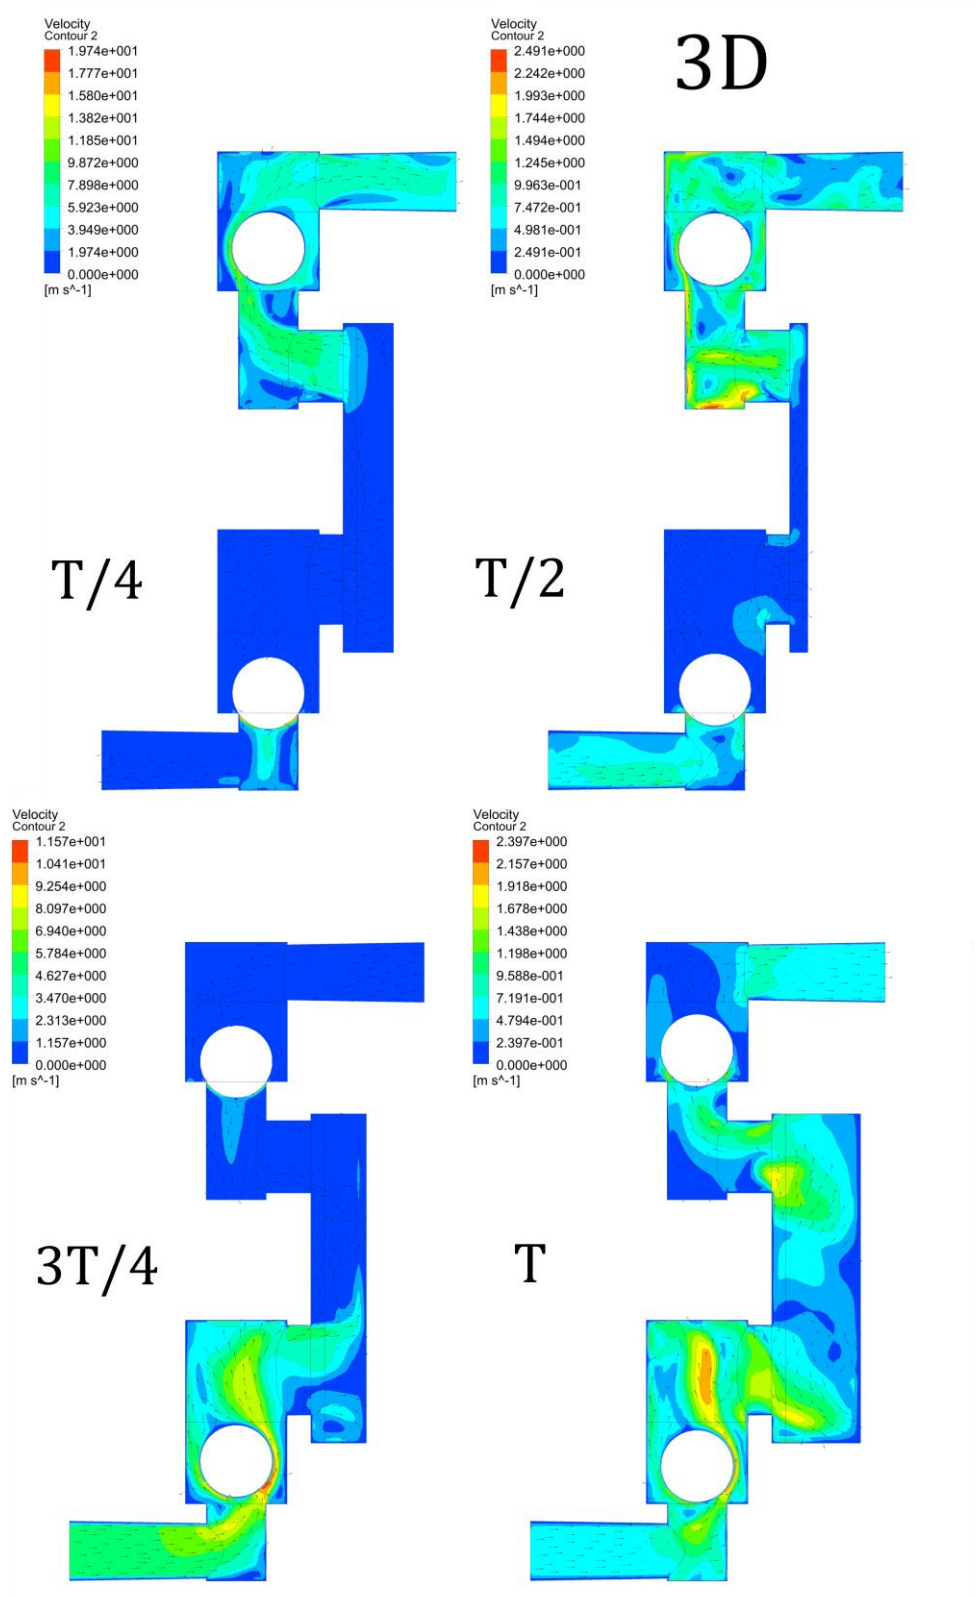 Velocity
Contour 2
1.974e+001
1.777e+001
1.580e+001
1.382e+001
1.185e+001
9.872e+000
7.898e+000
5.923e+000
3.949e+000
1.974e+000
0.000e+000
[m s^-1]
T/4
Velocity
Contour 2
2.491e+000
2.242e+000
1.993e+000
1.744e+000
1.494e+000
1.245e+000
9.963e-001
7.472e-001
4.981e-001
2.491e-001
0.000e+000
[m s^-1]
3D
T/2
Velocity
Contour 2
1.157e+001
1.041e+001
9.254e+000
8.097e+000
6.940e+000
5.784e+000
4.627e+000
3.470e+000
2.313e+000
1.157e+000
0.000e+000
[m s^-1]
3T/4
Velocity
Contour 2
2.397e+000
2.157e+000
1.918e+000
1.678e+000
1.438e+000
1.198e+000
9.588e-001
7.191e-001
4.794e-001
2.397e-001
0.000e+000
[m s^-1]
T